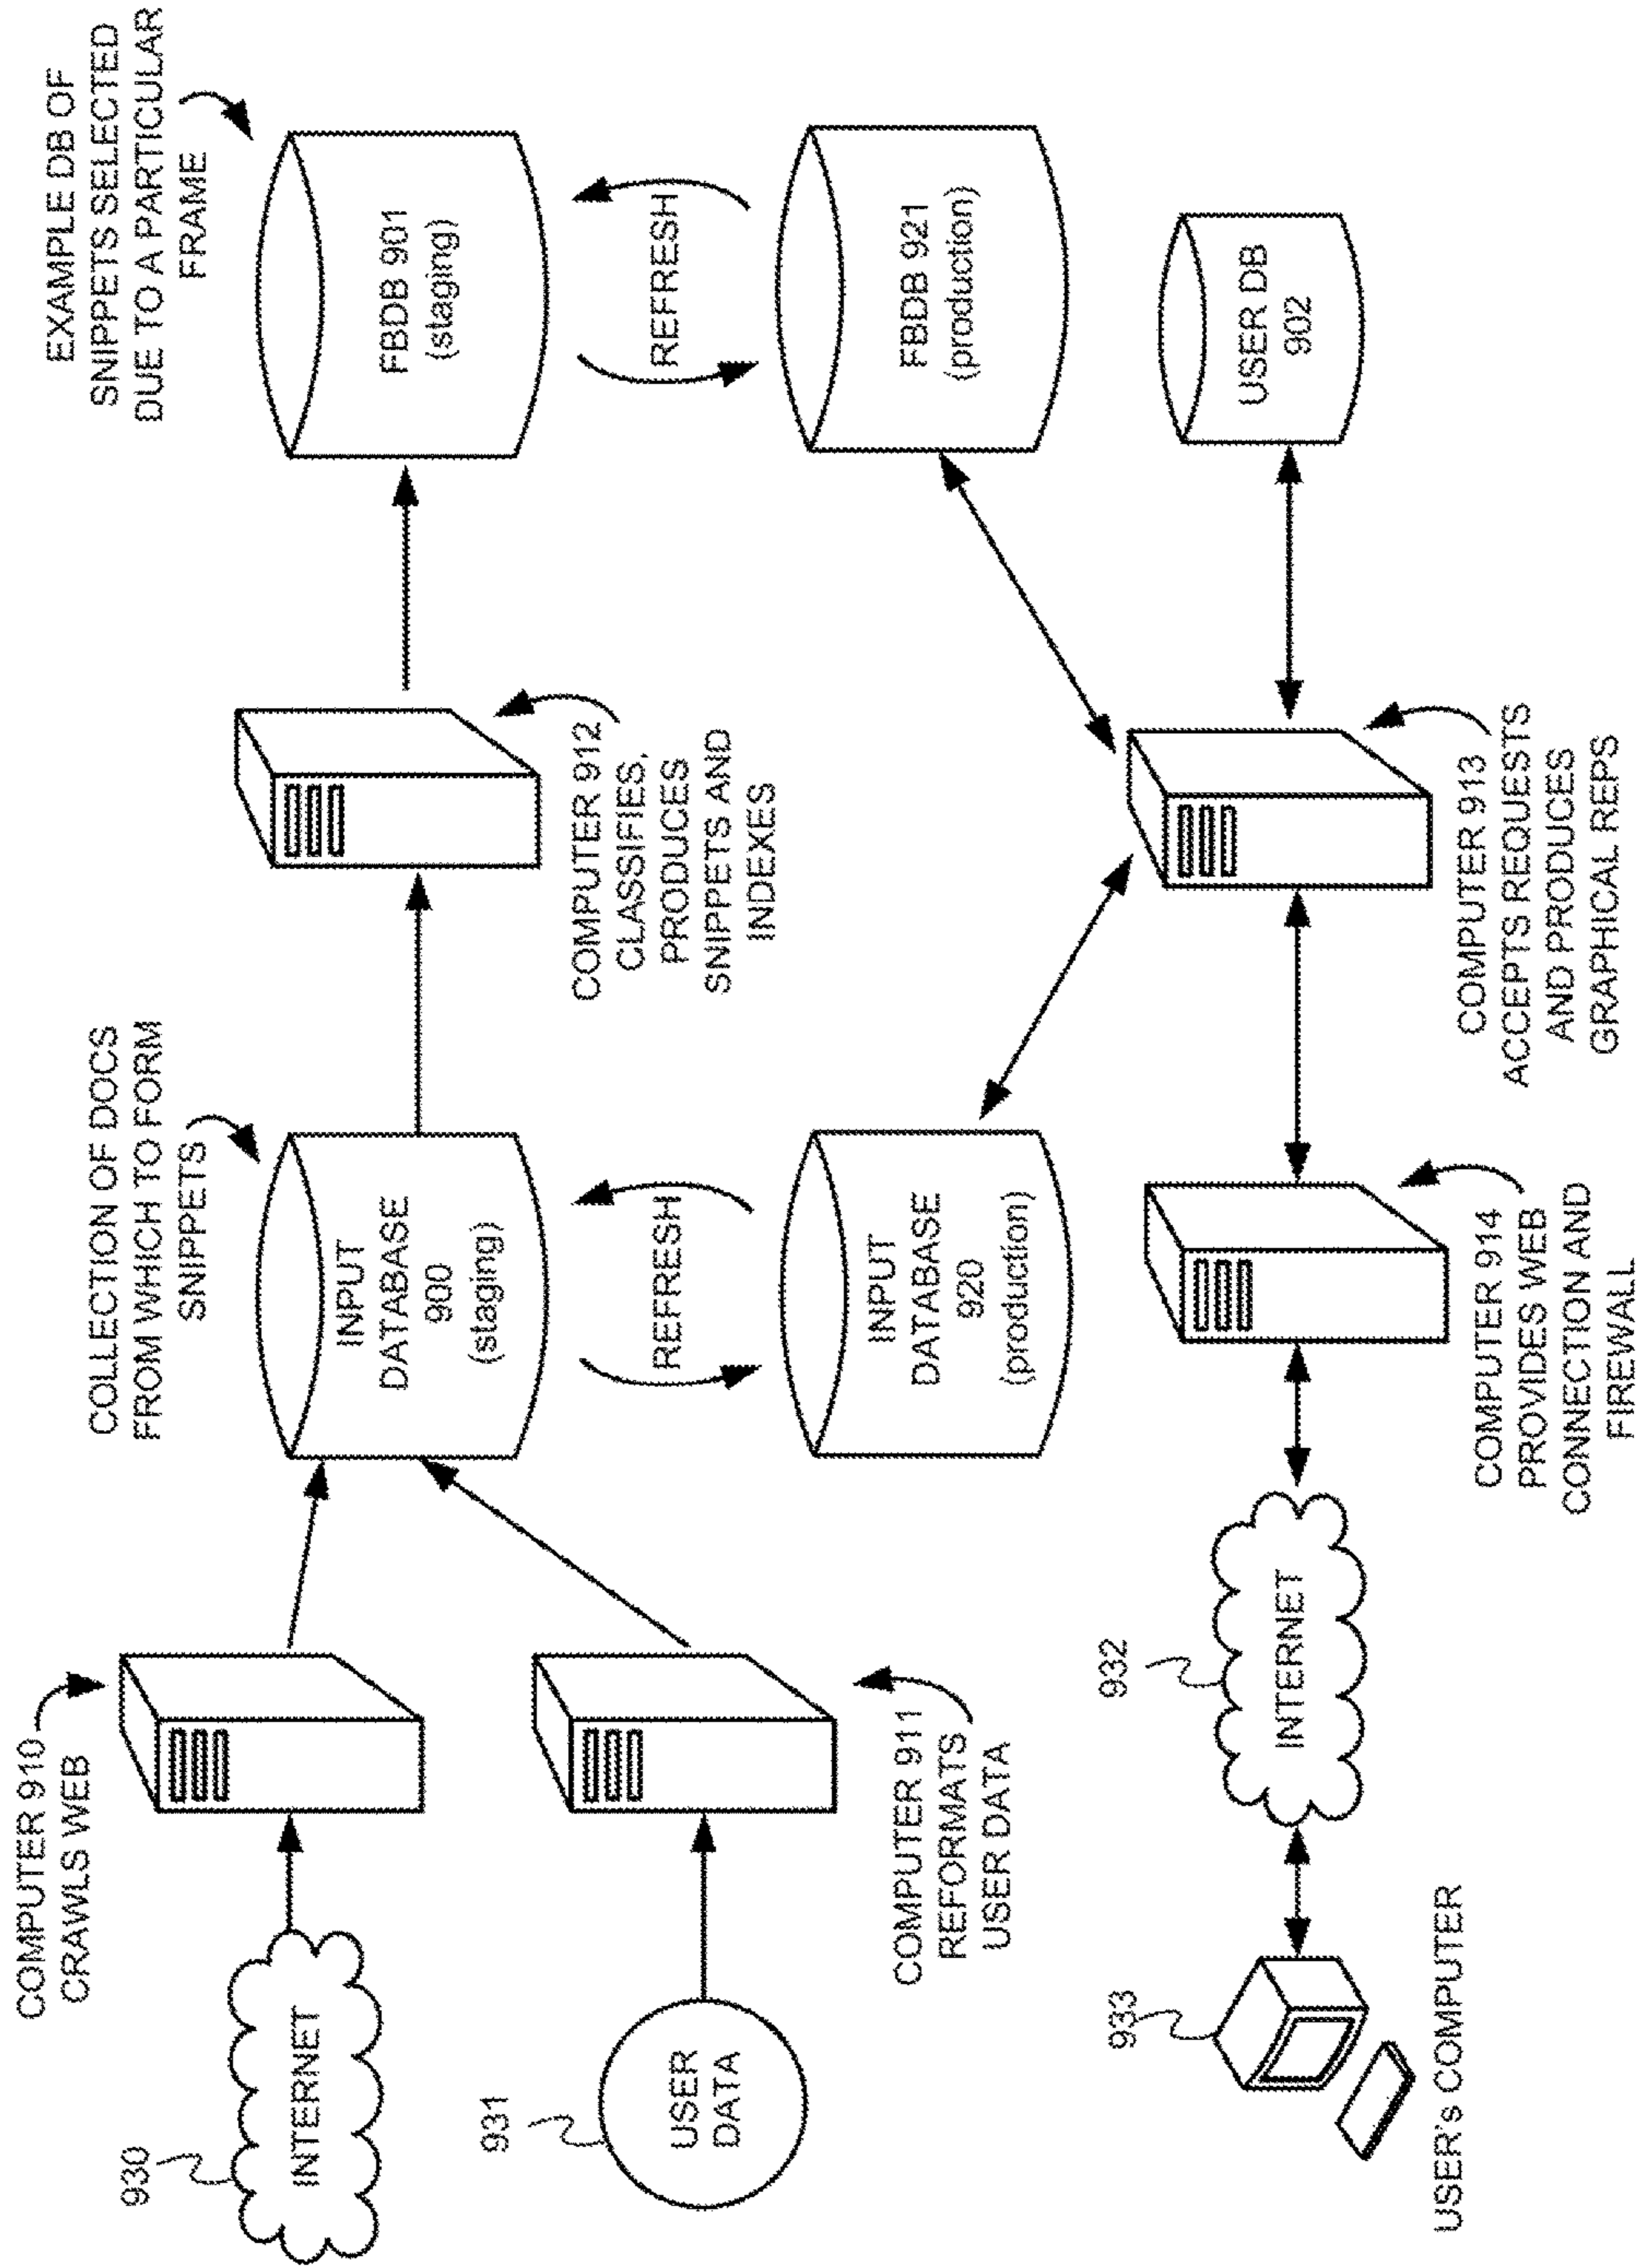 COMPUTER 910
CRAWLS WEB
COLLECTION OF DOCS
FROM WHICH TO FORM
SNIPPETS
EXAMPLE DB OF
SNIPPETS SELECTED
DUE TO A PARTICULAR
FRAME
930
INTERNET
INPUT
DATABASE
900
(staging)
COMPUTER 912
CLASSIFIES,
PRODUCES
SNIPPETS AND
INDEXES
FBDB 901
(staging)
931
USER
DATA
COMPUTER 911
REFORMATS
USER DATA
REFRESH
REFRESH
INPUT
DATABASE
920
(production)
FBDB 921
(production)
933
932
INTERNET
USER DB
902
USER's COMPUTER
COMPUTER 914
PROVIDES WEB
CONNECTION AND
FIREWALL
COMPUTER 913
ACCEPTS REQUESTS
AND PRODUCES
GRAPHICAL REPS